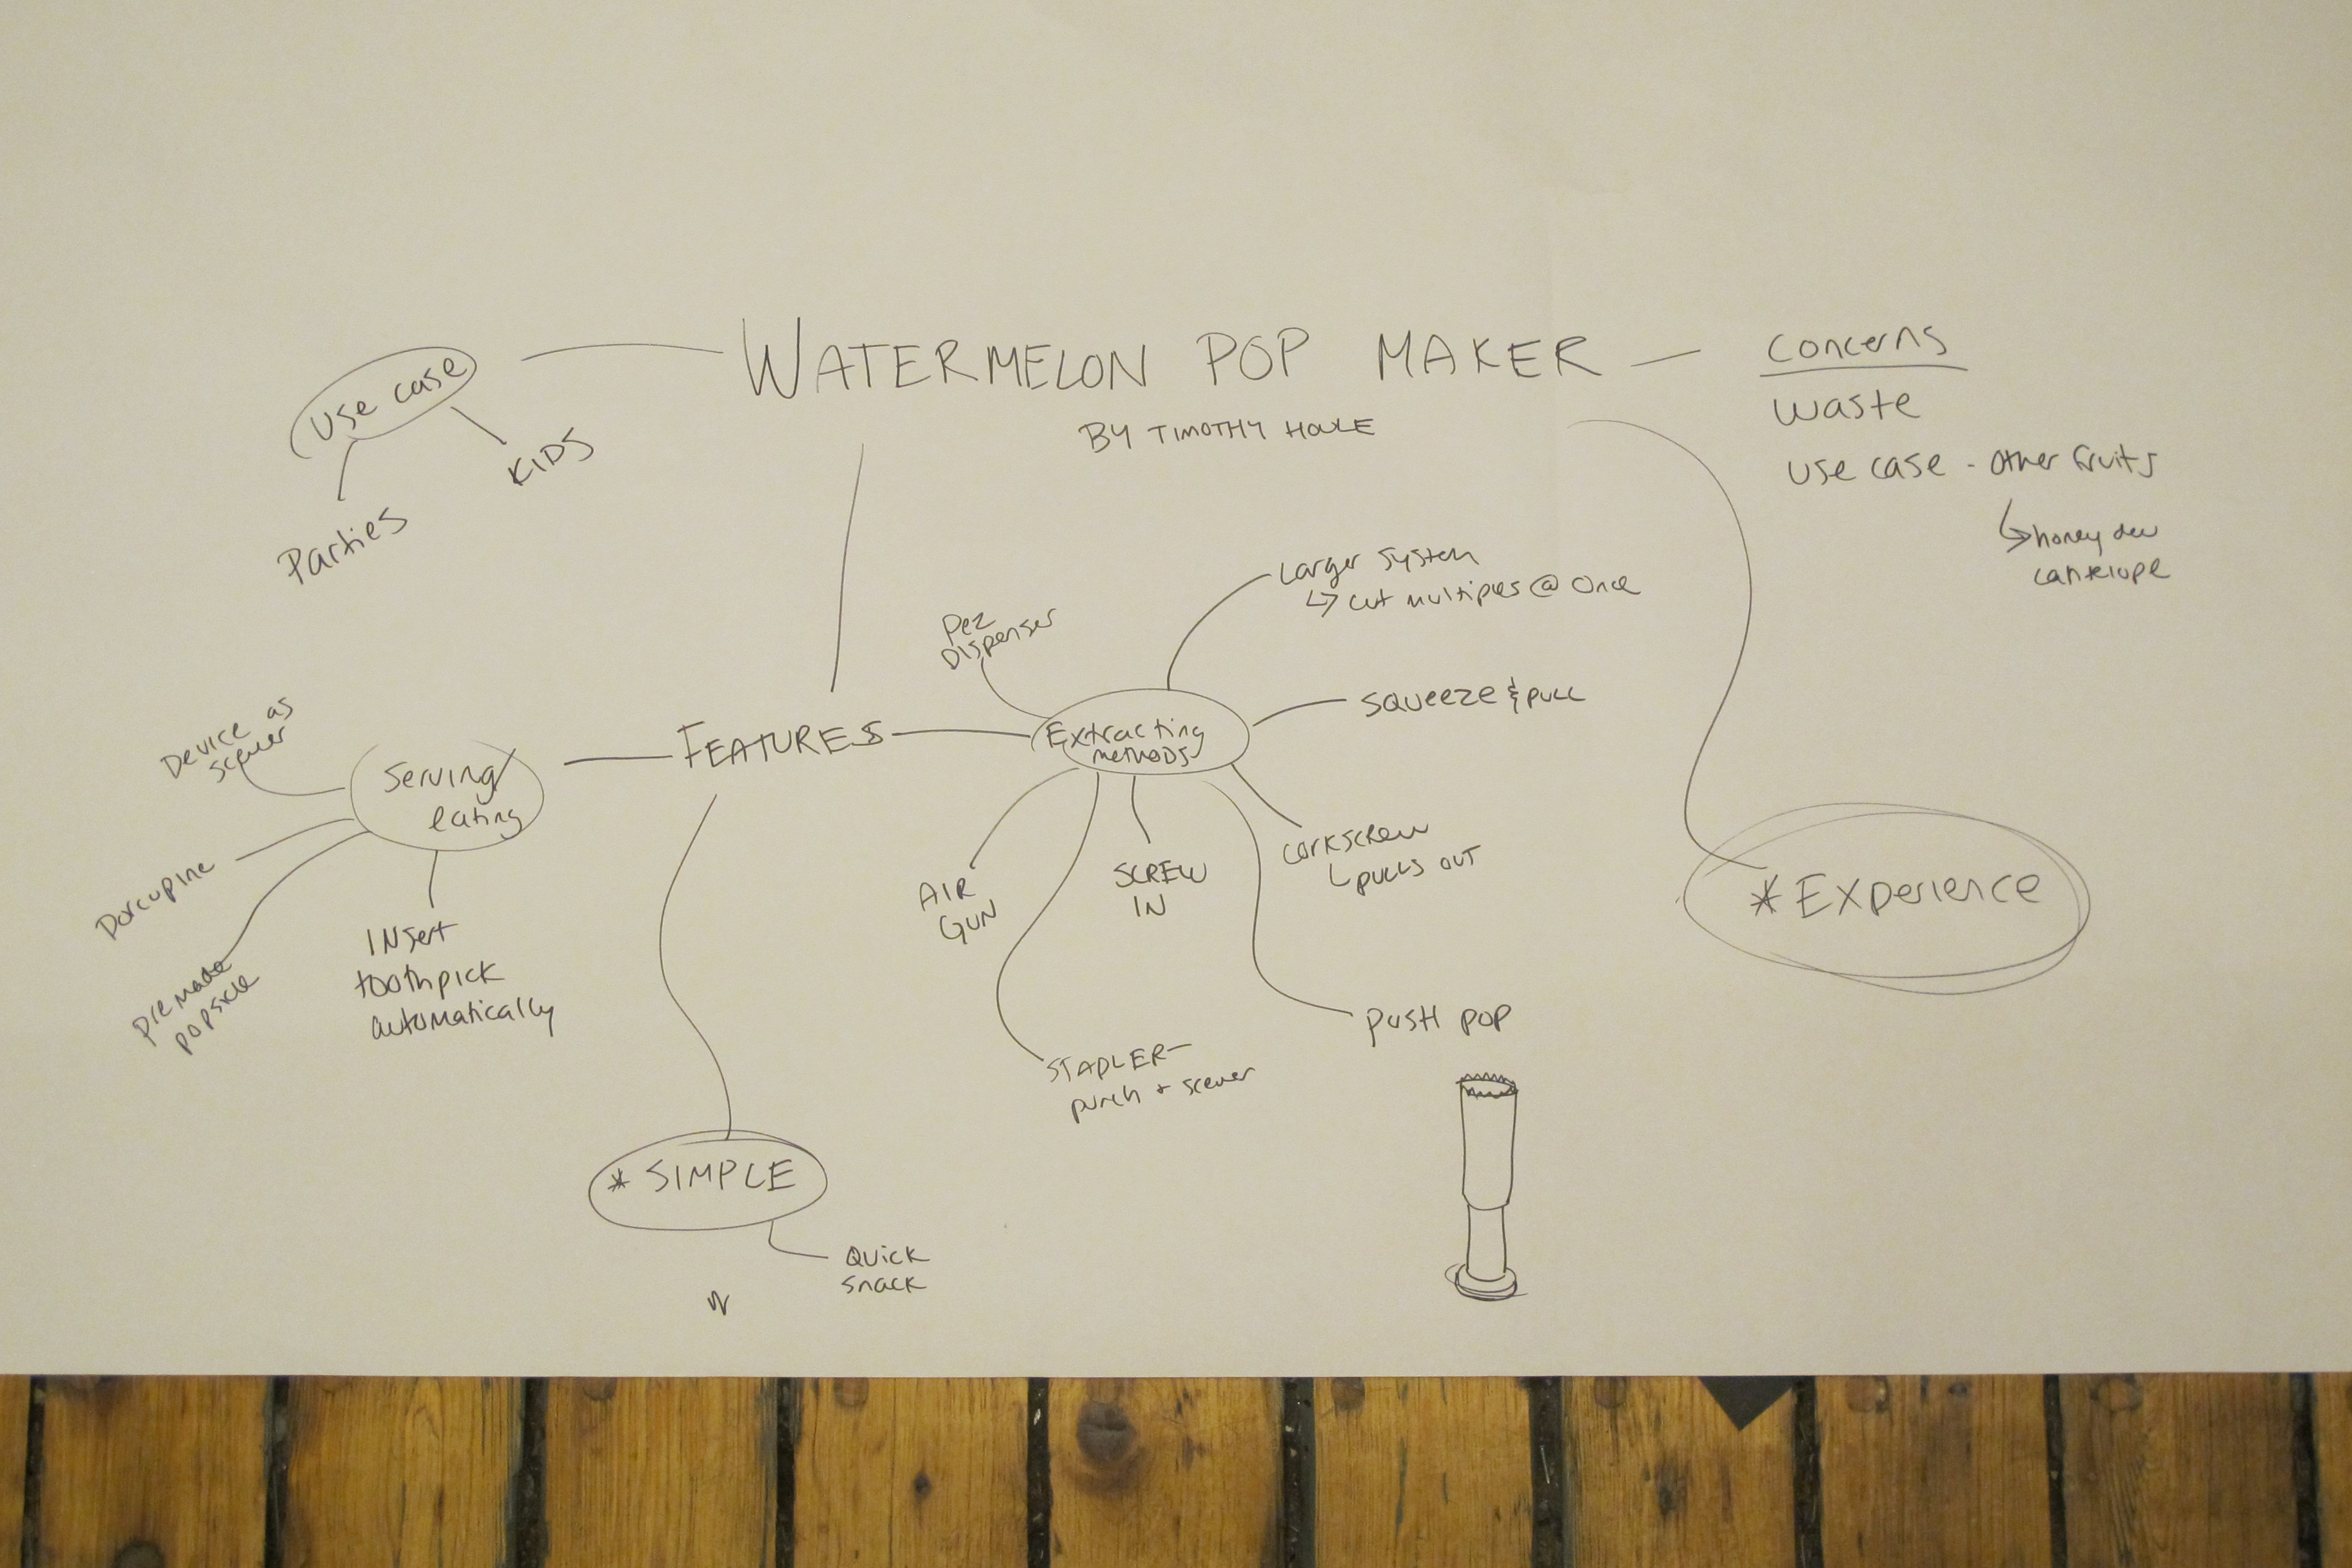 WATERMELON POP MAKER
BY TIMOTHY HOULE
Use case
KIDS
Parties
Concerns
waste
use case - other fruits
↳ honey dew
cantelope
FEATURES
Serving/
eating
Device as
scewer
Porcupine
premade
popsicle
INsert
toothpick
automatically
Extracting
methods
Pez
Dispenser
Larger system
↳ cut multiples @ once
squeeze & pull
corkscrew
↳ pulls out
push pop
SCREW
IN
AIR
GUN
STAPLER-
punch + scewer
* SIMPLE
Quick
snack
* Experience